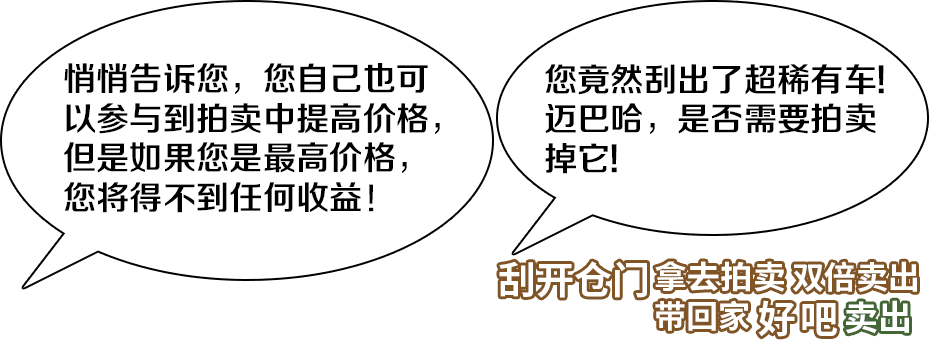 悄悄告诉您，您自己也可
以参与到拍卖中提高价格，
但是如果您是最高价格，
您将得不到任何收益！
您竟然刮出了超稀有车!
迈巴哈，是否需要拍卖
掉它!
刮开仓门 拿去拍卖 双倍卖出
带回家 好吧 卖出